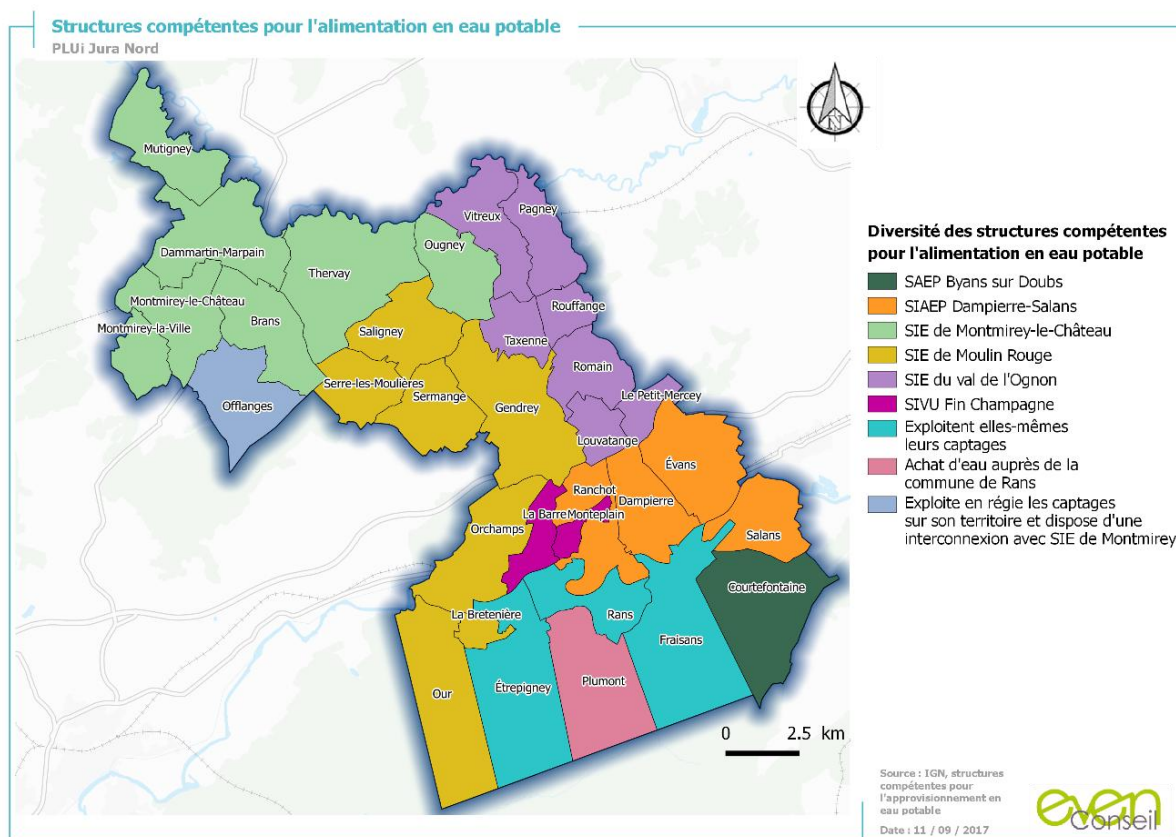 Structures compétentes pour l'alimentation en eau potable
PLUi Jura Nord
N
Mutigney
Vitreux
Pagney
Ougney
Dammartin-Marpain
Thervay
Montmirey-le-Château
Rouffange
Brans
Montmirey-la-Ville
Saligney
Taxenne
Romain
Serre-les-Moulières
Sermange
Le Petit-Mercey
Offlanges
Gendrey
Louvatange
Évans
Ranchot
Dampierre
La Barre
Monteplain
Orchamps
Salans
Courtefontaine
La Bretenière
Rans
Fraisans
Plumont
Étrepigney
Our
0 2.5 km
Diversité des structures compétentes
pour l'alimentation en eau potable
SAEP Byans sur Doubs
SIAEP Dampierre-Salans
SIE de Montmirey-le-Château
SIE de Moulin Rouge
SIE du val de l'Ognon
SIVU Fin Champagne
Exploitent elles-mêmes
leurs captages
Achat d'eau auprès de la
commune de Rans
Exploite en régie les captages
sur son territoire et dispose d'une
interconnexion avec SIE de Montmirey
Source : IGN, structures
compétentes pour
l'approvisionnement en
eau potable
Date : 11 / 09 / 2017
even
Conseil